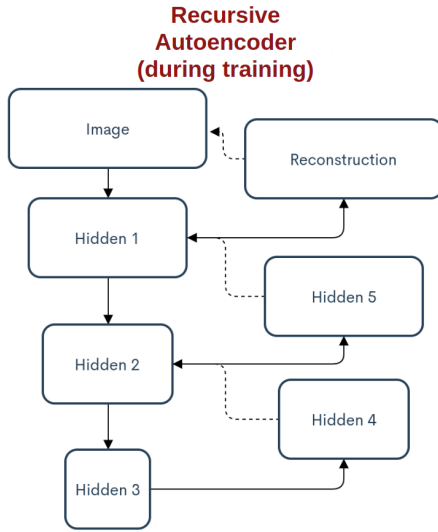 Recursive
Autoencoder
(during training)
Image
Reconstruction
Hidden 1
Hidden 5
Hidden 2
Hidden 4
Hidden 3